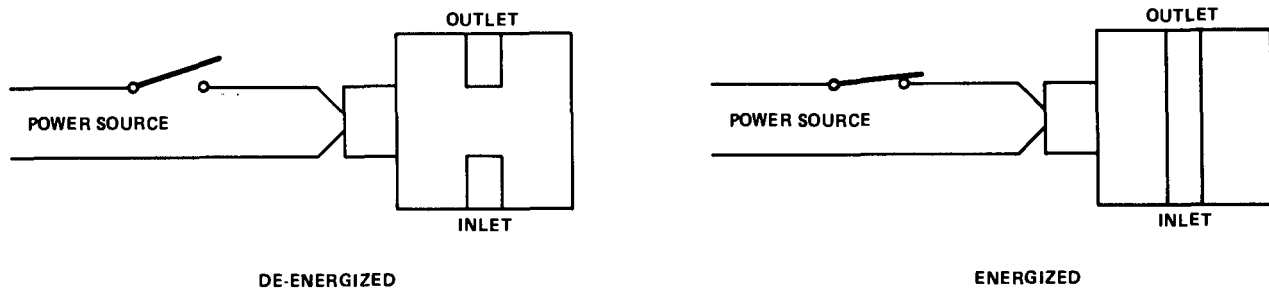 OUTLET
POWER SOURCE
INLET
DE-ENERGIZED
OUTLET
POWER SOURCE
INLET
ENERGIZED